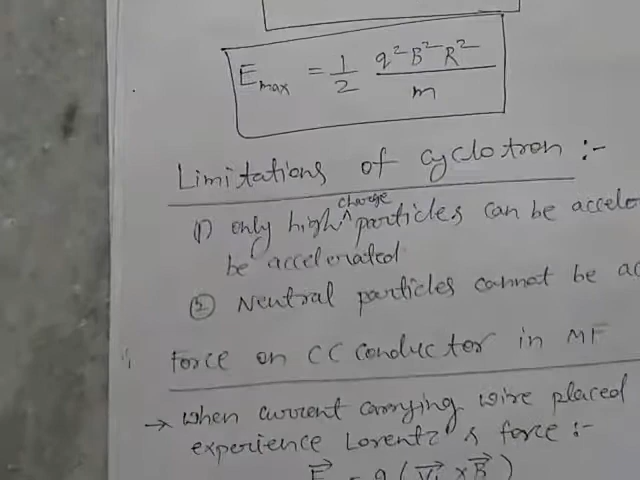 E_max = 1/2 q²B²R²/m
Limitations of cyclotron :-
(1) only high charge particles can be
be accelerated
② Neutral particles cannot be
Force on CC conductor in MF
→ when current carrying wire placed
experience Lorentz's force :-